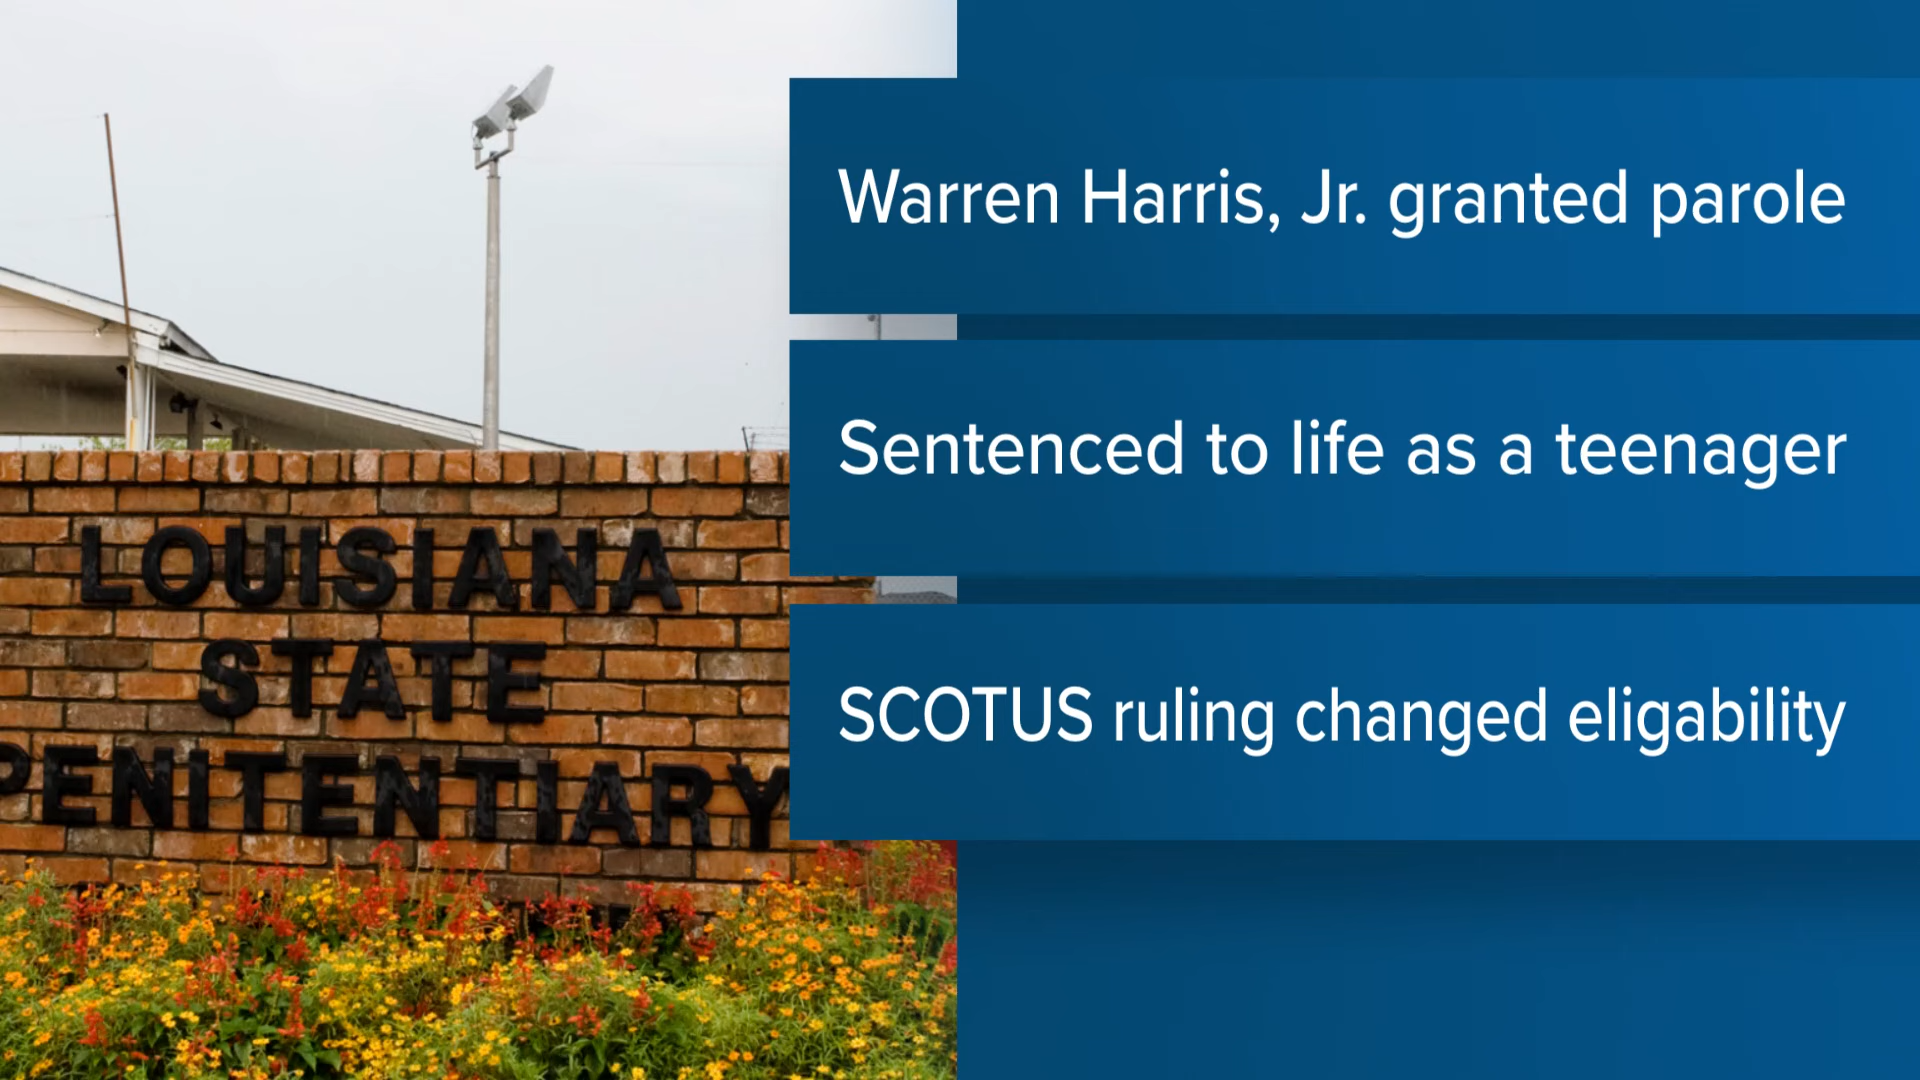 LOUISIANA
STATE
PENITENTIARY
Warren Harris, Jr. granted parole
Sentenced to life as a teenager
SCOTUS ruling changed eligability